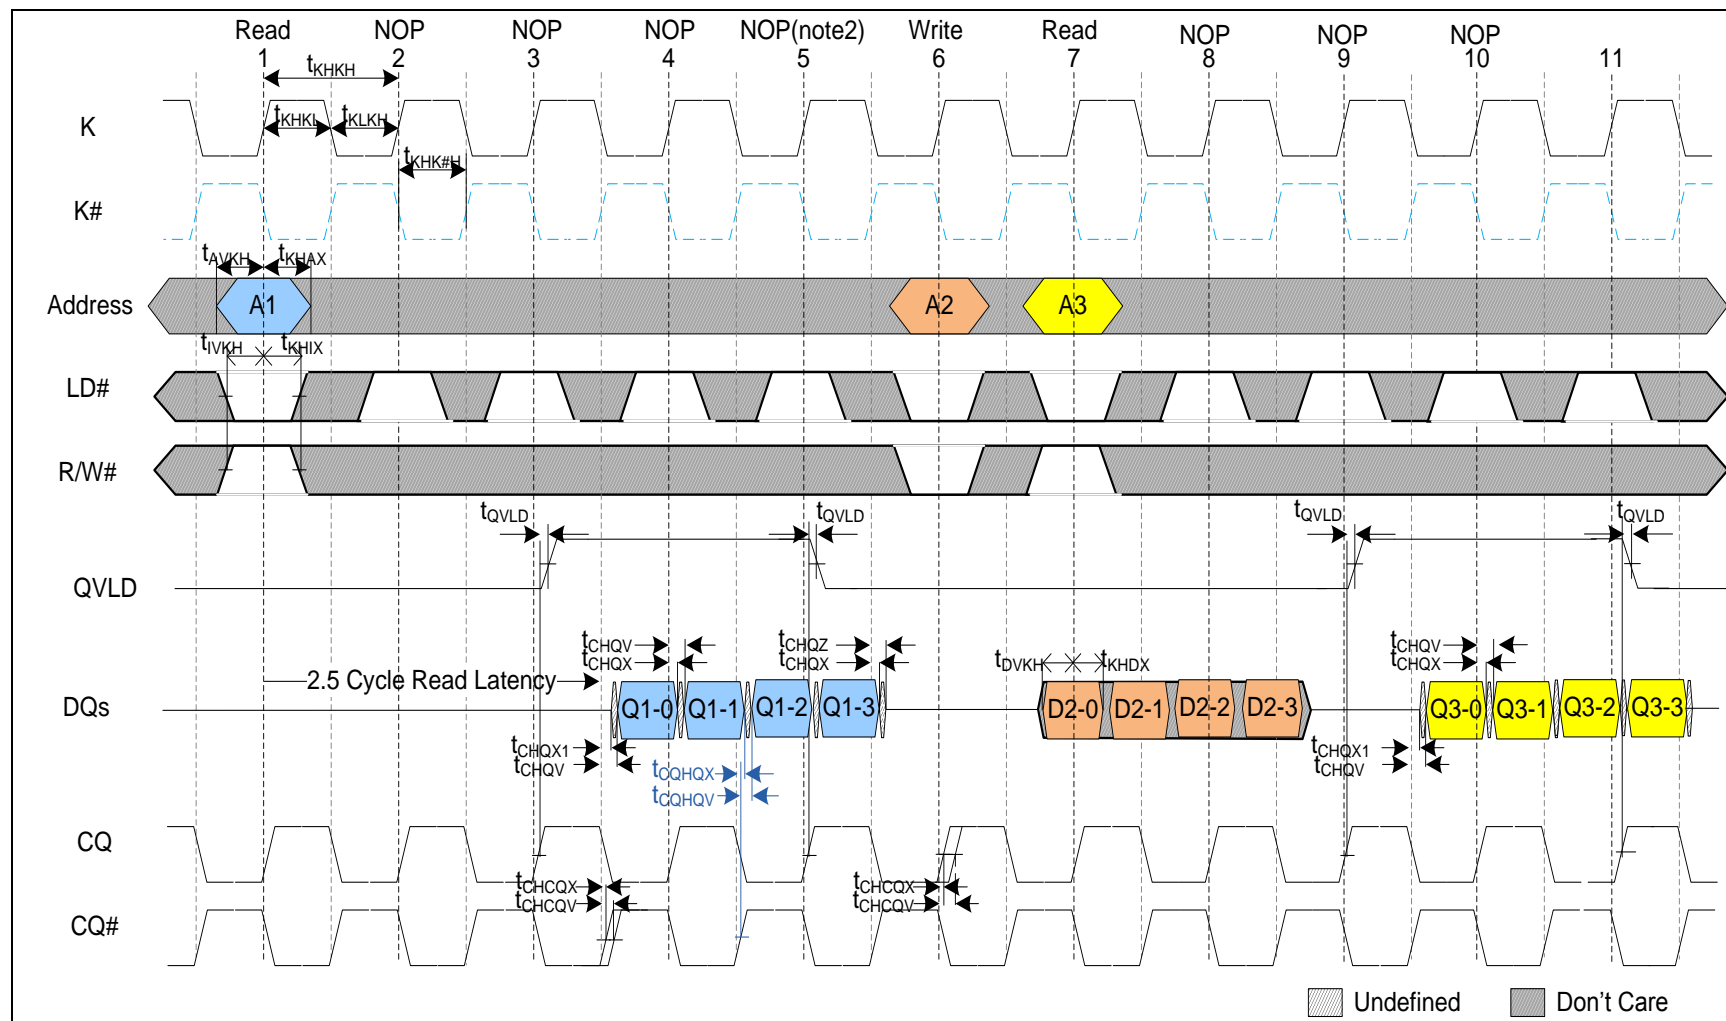 Read NOP NOP NOP NOP(note2) Write Read NOP NOP NOP
1 2 3 4 5 6 7 8 9 10 11
tKHKH
K tKHKL tKLKH
tKHK#H
K#
tAVKH tKHAX
Address A1 A2 A3
tIVKH tKHIX
LD#
R/W#
tQVLD tQVLD tQVLD tQVLD
QVLD
tCHQV tCHQZ tCHQV
tCHQX tCHQX tDVKH tKHDX tCHQX
2.5 Cycle Read Latency
DQs Q1-0 Q1-1 Q1-2 Q1-3 D2-0 D2-1 D2-2 D2-3 Q3-0 Q3-1 Q3-2 Q3-3
tCHQX1 tCHQX1
tCHQV tCQHQX tCHQV
tCQHQV
CQ
tCHCQX tCHCQX
tCHCQV tCHCQV
CQ#
Undefined Don't Care